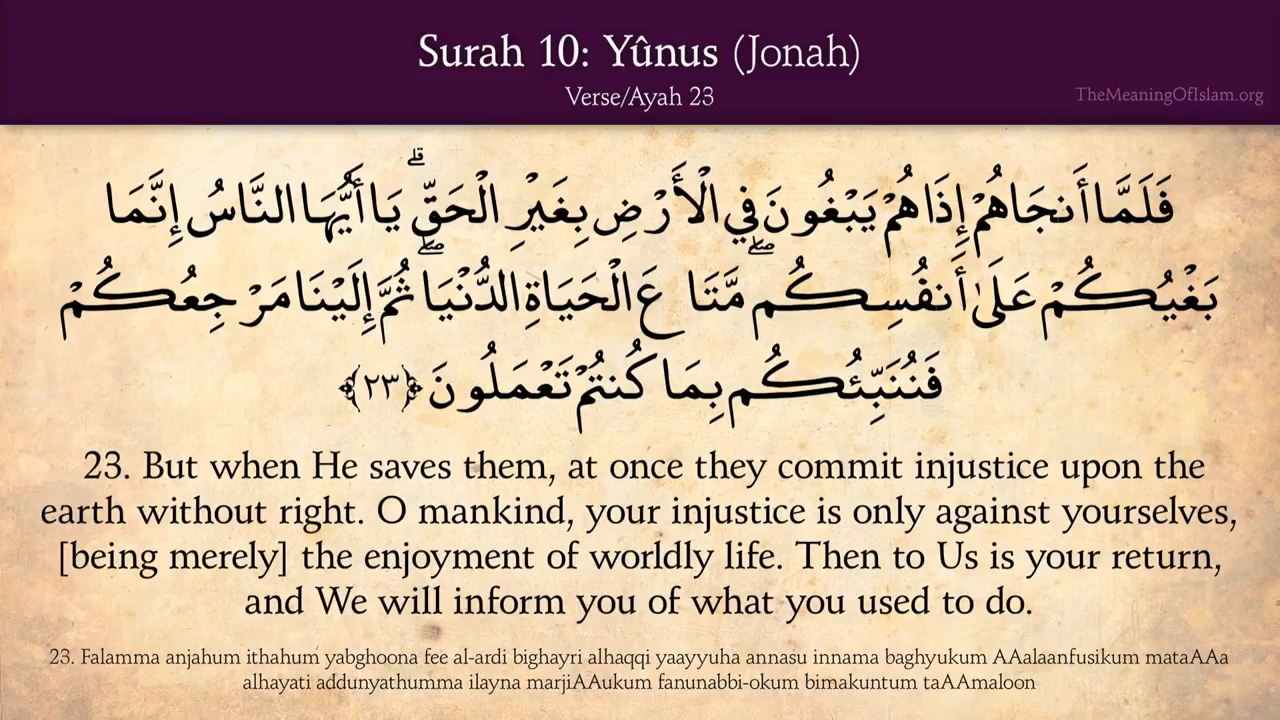 Surah 10: Yûnus (Jonah)
Verse/Ayah 23
TheMeaningOfIslam.org
فَلَمَّا أَنجَاهُمْ إِذَا هُمْ يَبْغُونَ فِي الْأَرْضِ بِغَيْرِ الْحَقِّ ۗ يَا أَيُّهَا النَّاسُ إِنَّمَا
بَغْيُكُمْ عَلَىٰ أَنفُسِكُم ۖ مَّتَاعَ الْحَيَاةِ الدُّنْيَا ۖ ثُمَّ إِلَيْنَا مَرْجِعُكُمْ
فَنُنَبِّئُكُم بِمَا كُنتُمْ تَعْمَلُونَ ﴿٢٣﴾
23. But when He saves them, at once they commit injustice upon the
earth without right. O mankind, your injustice is only against yourselves,
[being merely] the enjoyment of worldly life. Then to Us is your return,
and We will inform you of what you used to do.
23. Falamma anjahum ithahum yabghoona fee al-ardi bighayri alhaqqi yaayyuha annasu innama baghyukum AAalaanfusikum mataAAa
alhayati addunyathumma ilayna marjiAAukum fanunabbi-okum bimakuntum taAAmaloon